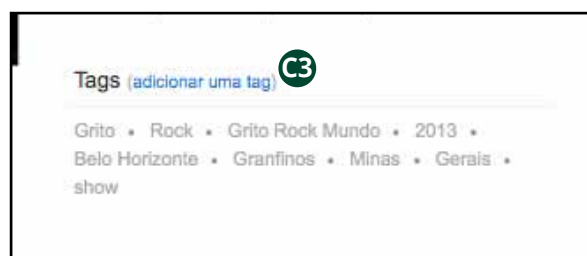 Tags (adicionar uma tag) C3
Grito • Rock • Grito Rock Mundo • 2013 •
Belo Horizonte • Granfinos • Minas • Gerais •
show